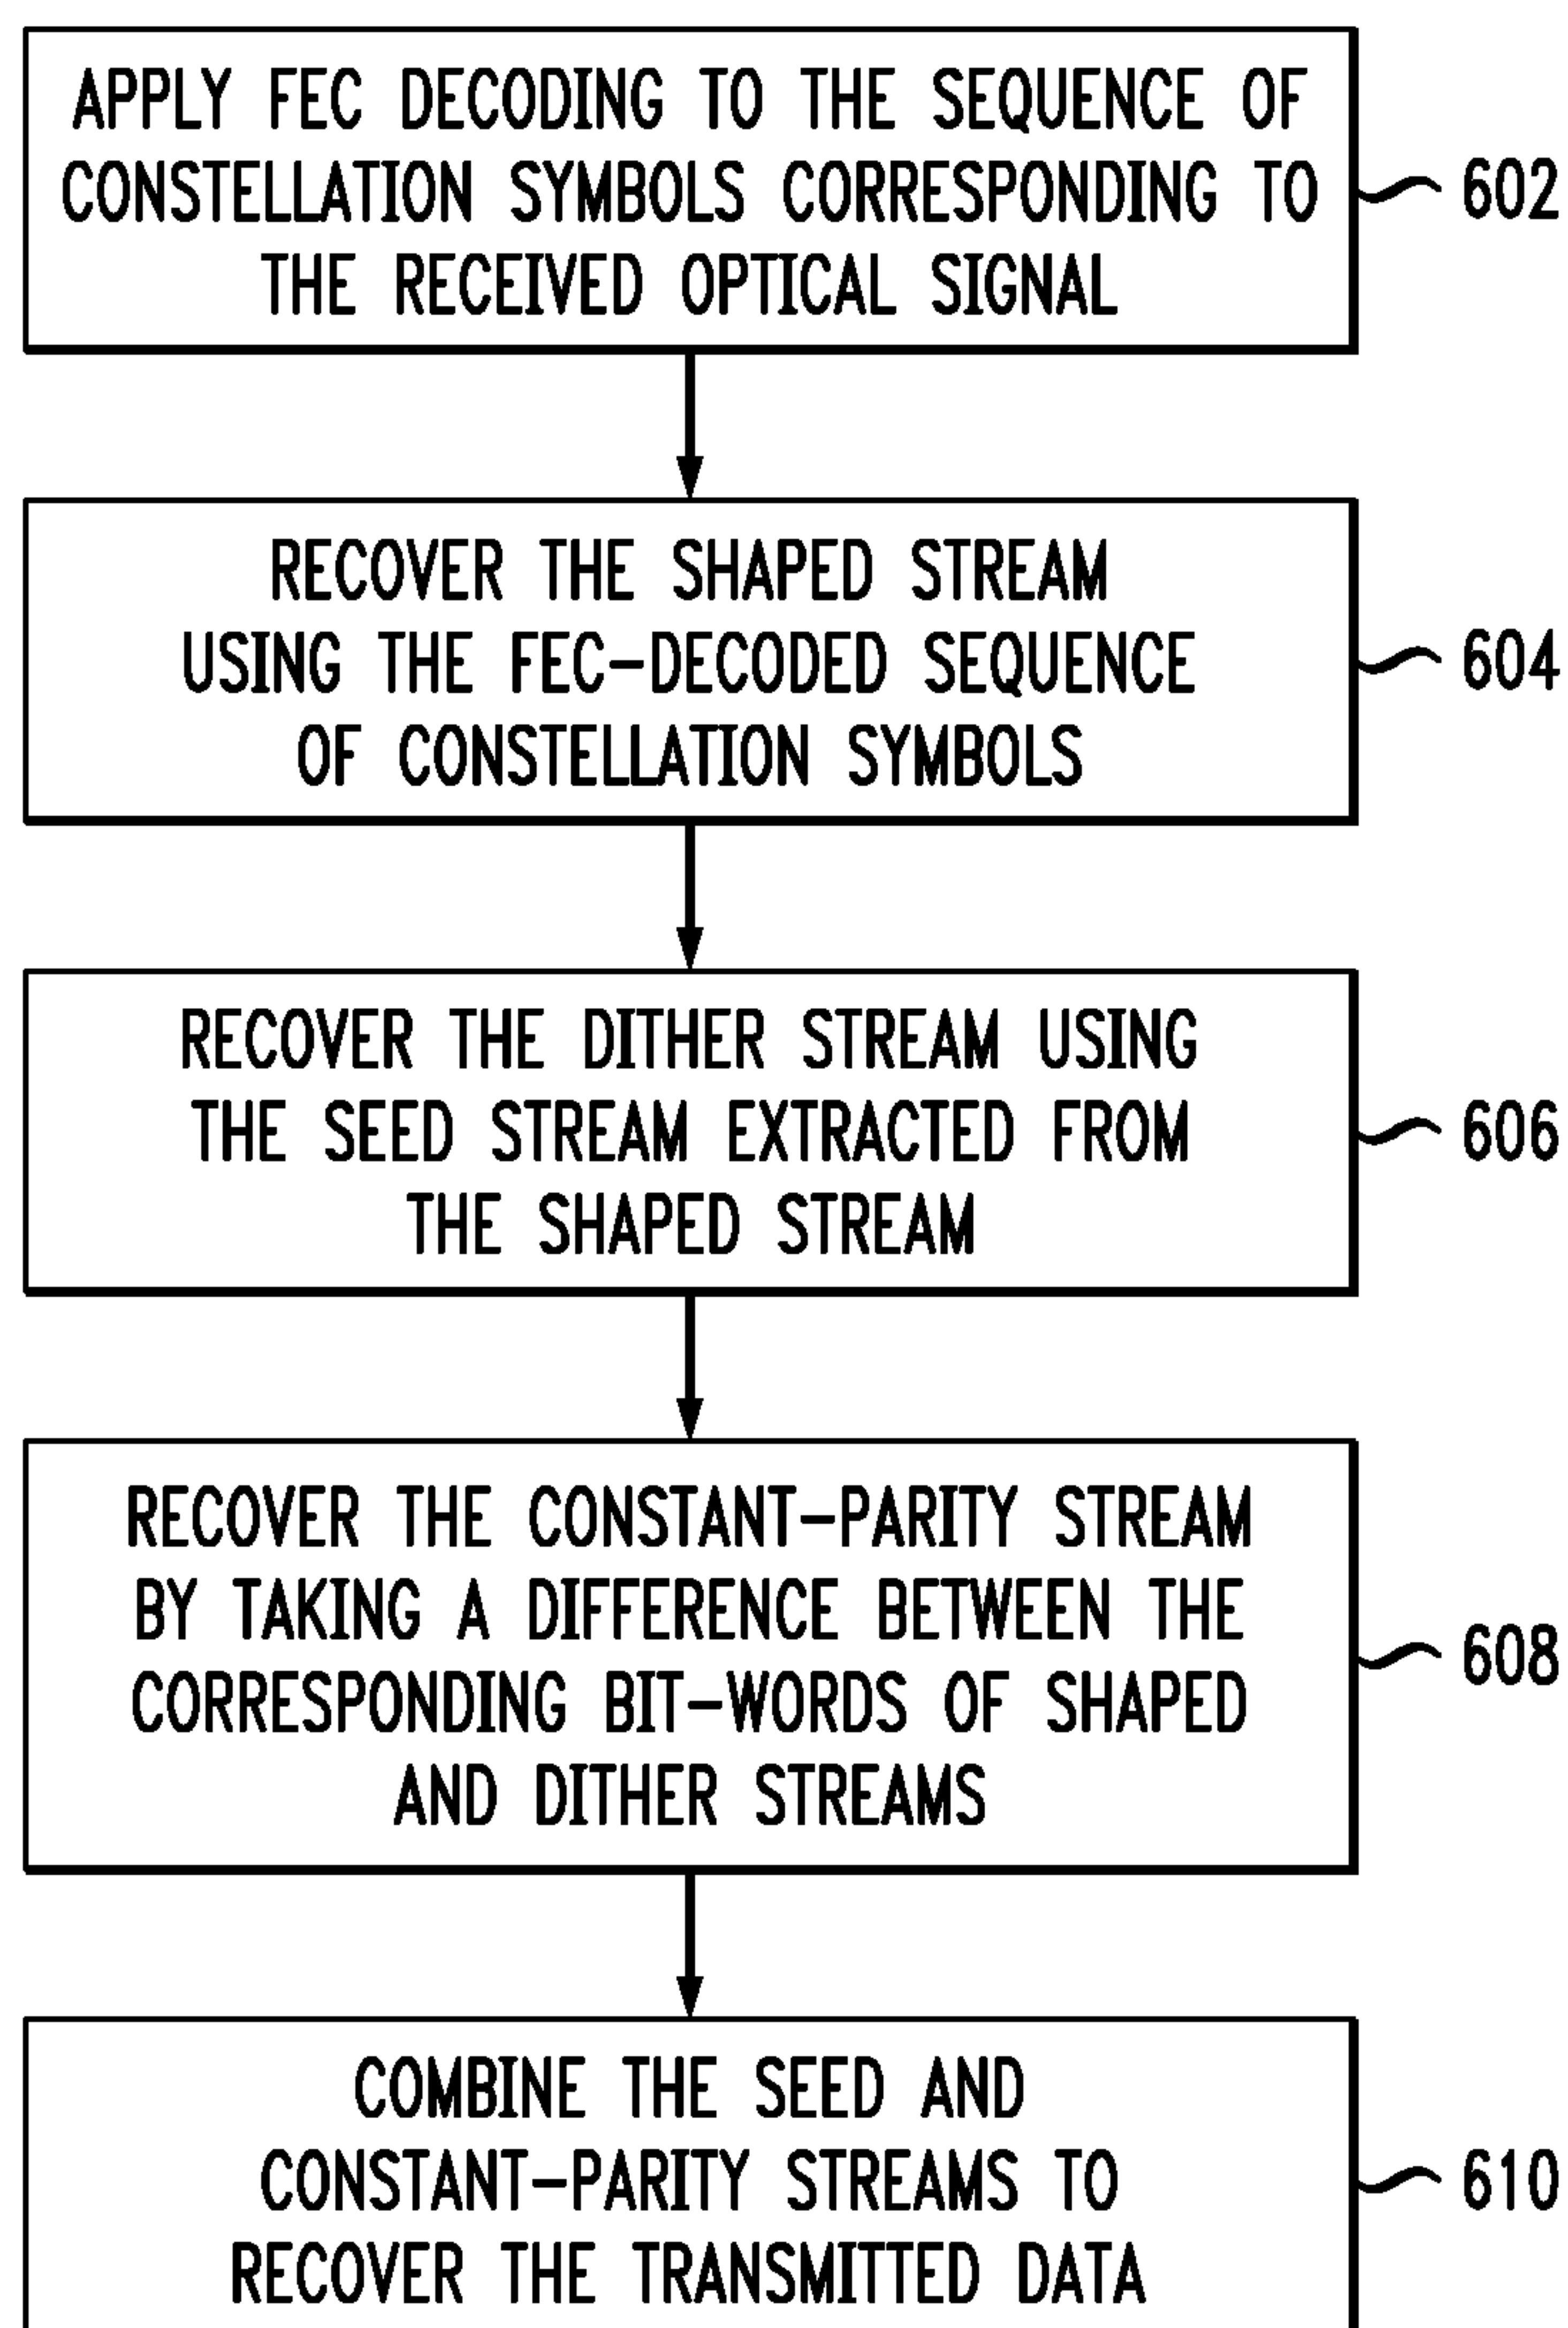 APPLY FEC DECODING TO THE SEQUENCE OF
CONSTELLATION SYMBOLS CORRESPONDING TO
THE RECEIVED OPTICAL SIGNAL
602
RECOVER THE SHAPED STREAM
USING THE FEC-DECODED SEQUENCE
OF CONSTELLATION SYMBOLS
604
RECOVER THE DITHER STREAM USING
THE SEED STREAM EXTRACTED FROM
THE SHAPED STREAM
606
RECOVER THE CONSTANT-PARITY STREAM
BY TAKING A DIFFERENCE BETWEEN THE
CORRESPONDING BIT-WORDS OF SHAPED
AND DITHER STREAMS
608
COMBINE THE SEED AND
CONSTANT-PARITY STREAMS TO
RECOVER THE TRANSMITTED DATA
610